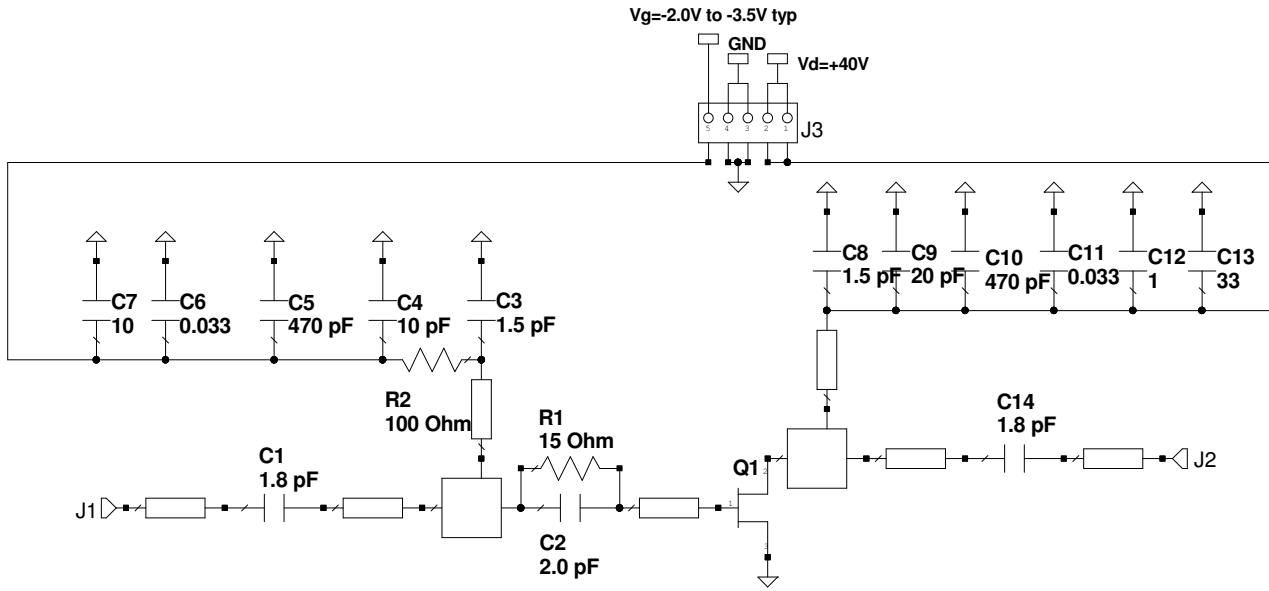 Vg=-2.0V to -3.5V typ
GND
Vd=+40V
5 4 3 2 1
J3
C7
10
C6
0.033
C5
470 pF
C4
10 pF
C3
1.5 pF
C8
1.5 pF
C9
20 pF
C10
470 pF
C11
0.033
C12
1
C13
33
R2
100 Ohm
R1
15 Ohm
C14
1.8 pF
C1
1.8 pF
Q1
2
J2
J1
1
C2
2.0 pF
3